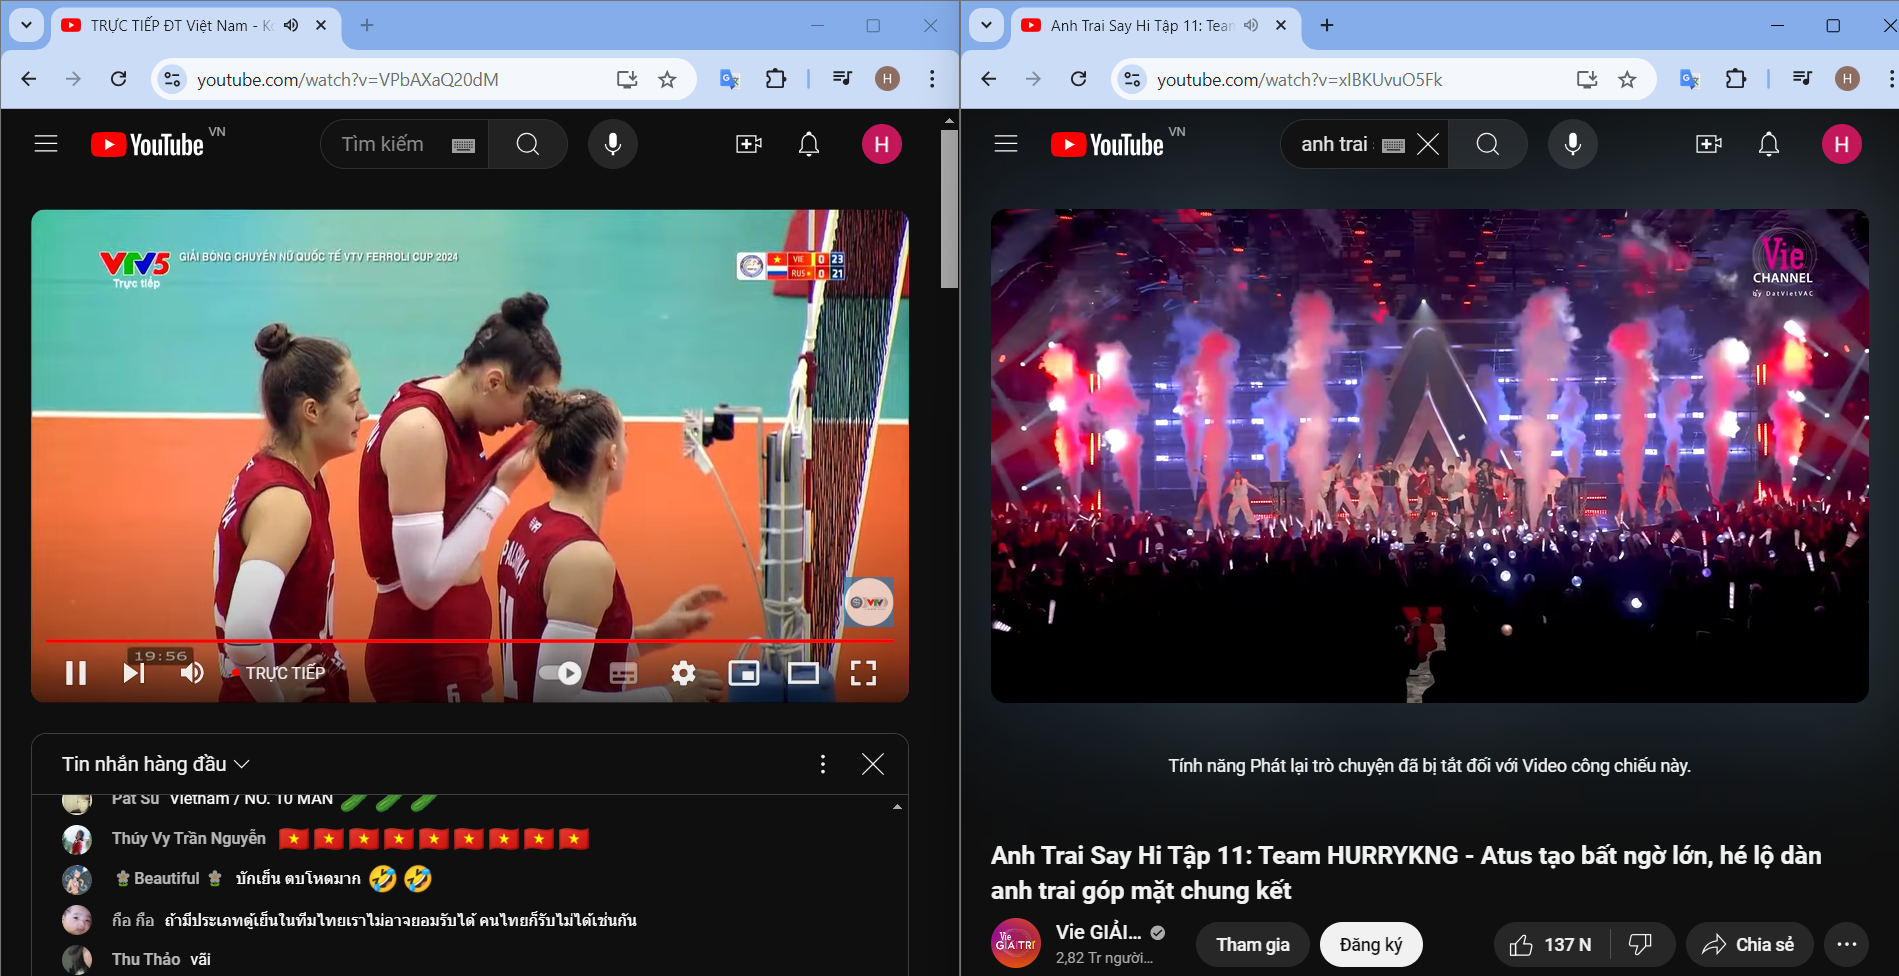 TRỰC TIẾP ĐT Việt Nam - Kc
youtube.com/watch?v=VPbAXaQ20dM
H
YouTube VN
Tìm kiếm
H
VTV5
Trực tiếp
GIẢI BÓNG CHUYỀN NỮ QUỐC TẾ VTV FERROLI CUP 2024
VIE 0 23
RUS 0 21
6
VTV
19:56
TRỰC TIẾP
Tin nhắn hàng đầu
Pat Su Vietnam / NO. 10 MAN
Thúy Vy Trần Nguyễn
Beautiful บักเย็น ตบโหดมาก
กือ กือ ถ้ามีประเภทตู้เย็นในทีมไทยเราไม่อาจยอมรับได้ คนไทยก็รับไม่ได้เช่นกัน
Thu Thảo vãi
Anh Trai Say Hi Tập 11: Tean
youtube.com/watch?v=xIBKUvuO5Fk
H
YouTube VN
anh trai
H
Vie
CHANNEL
by DatVietVAC
Tính năng Phát lại trò chuyện đã bị tắt đối với Video công chiếu này.
Anh Trai Say Hi Tập 11: Team HURRYKNG - Atus tạo bất ngờ lớn, hé lộ dàn
anh trai góp mặt chung kết
Vie GIẢITRÍ
Vie GIẢI...
2,82 Tr người...
Tham gia
Đăng ký
137 N
Chia sẻ